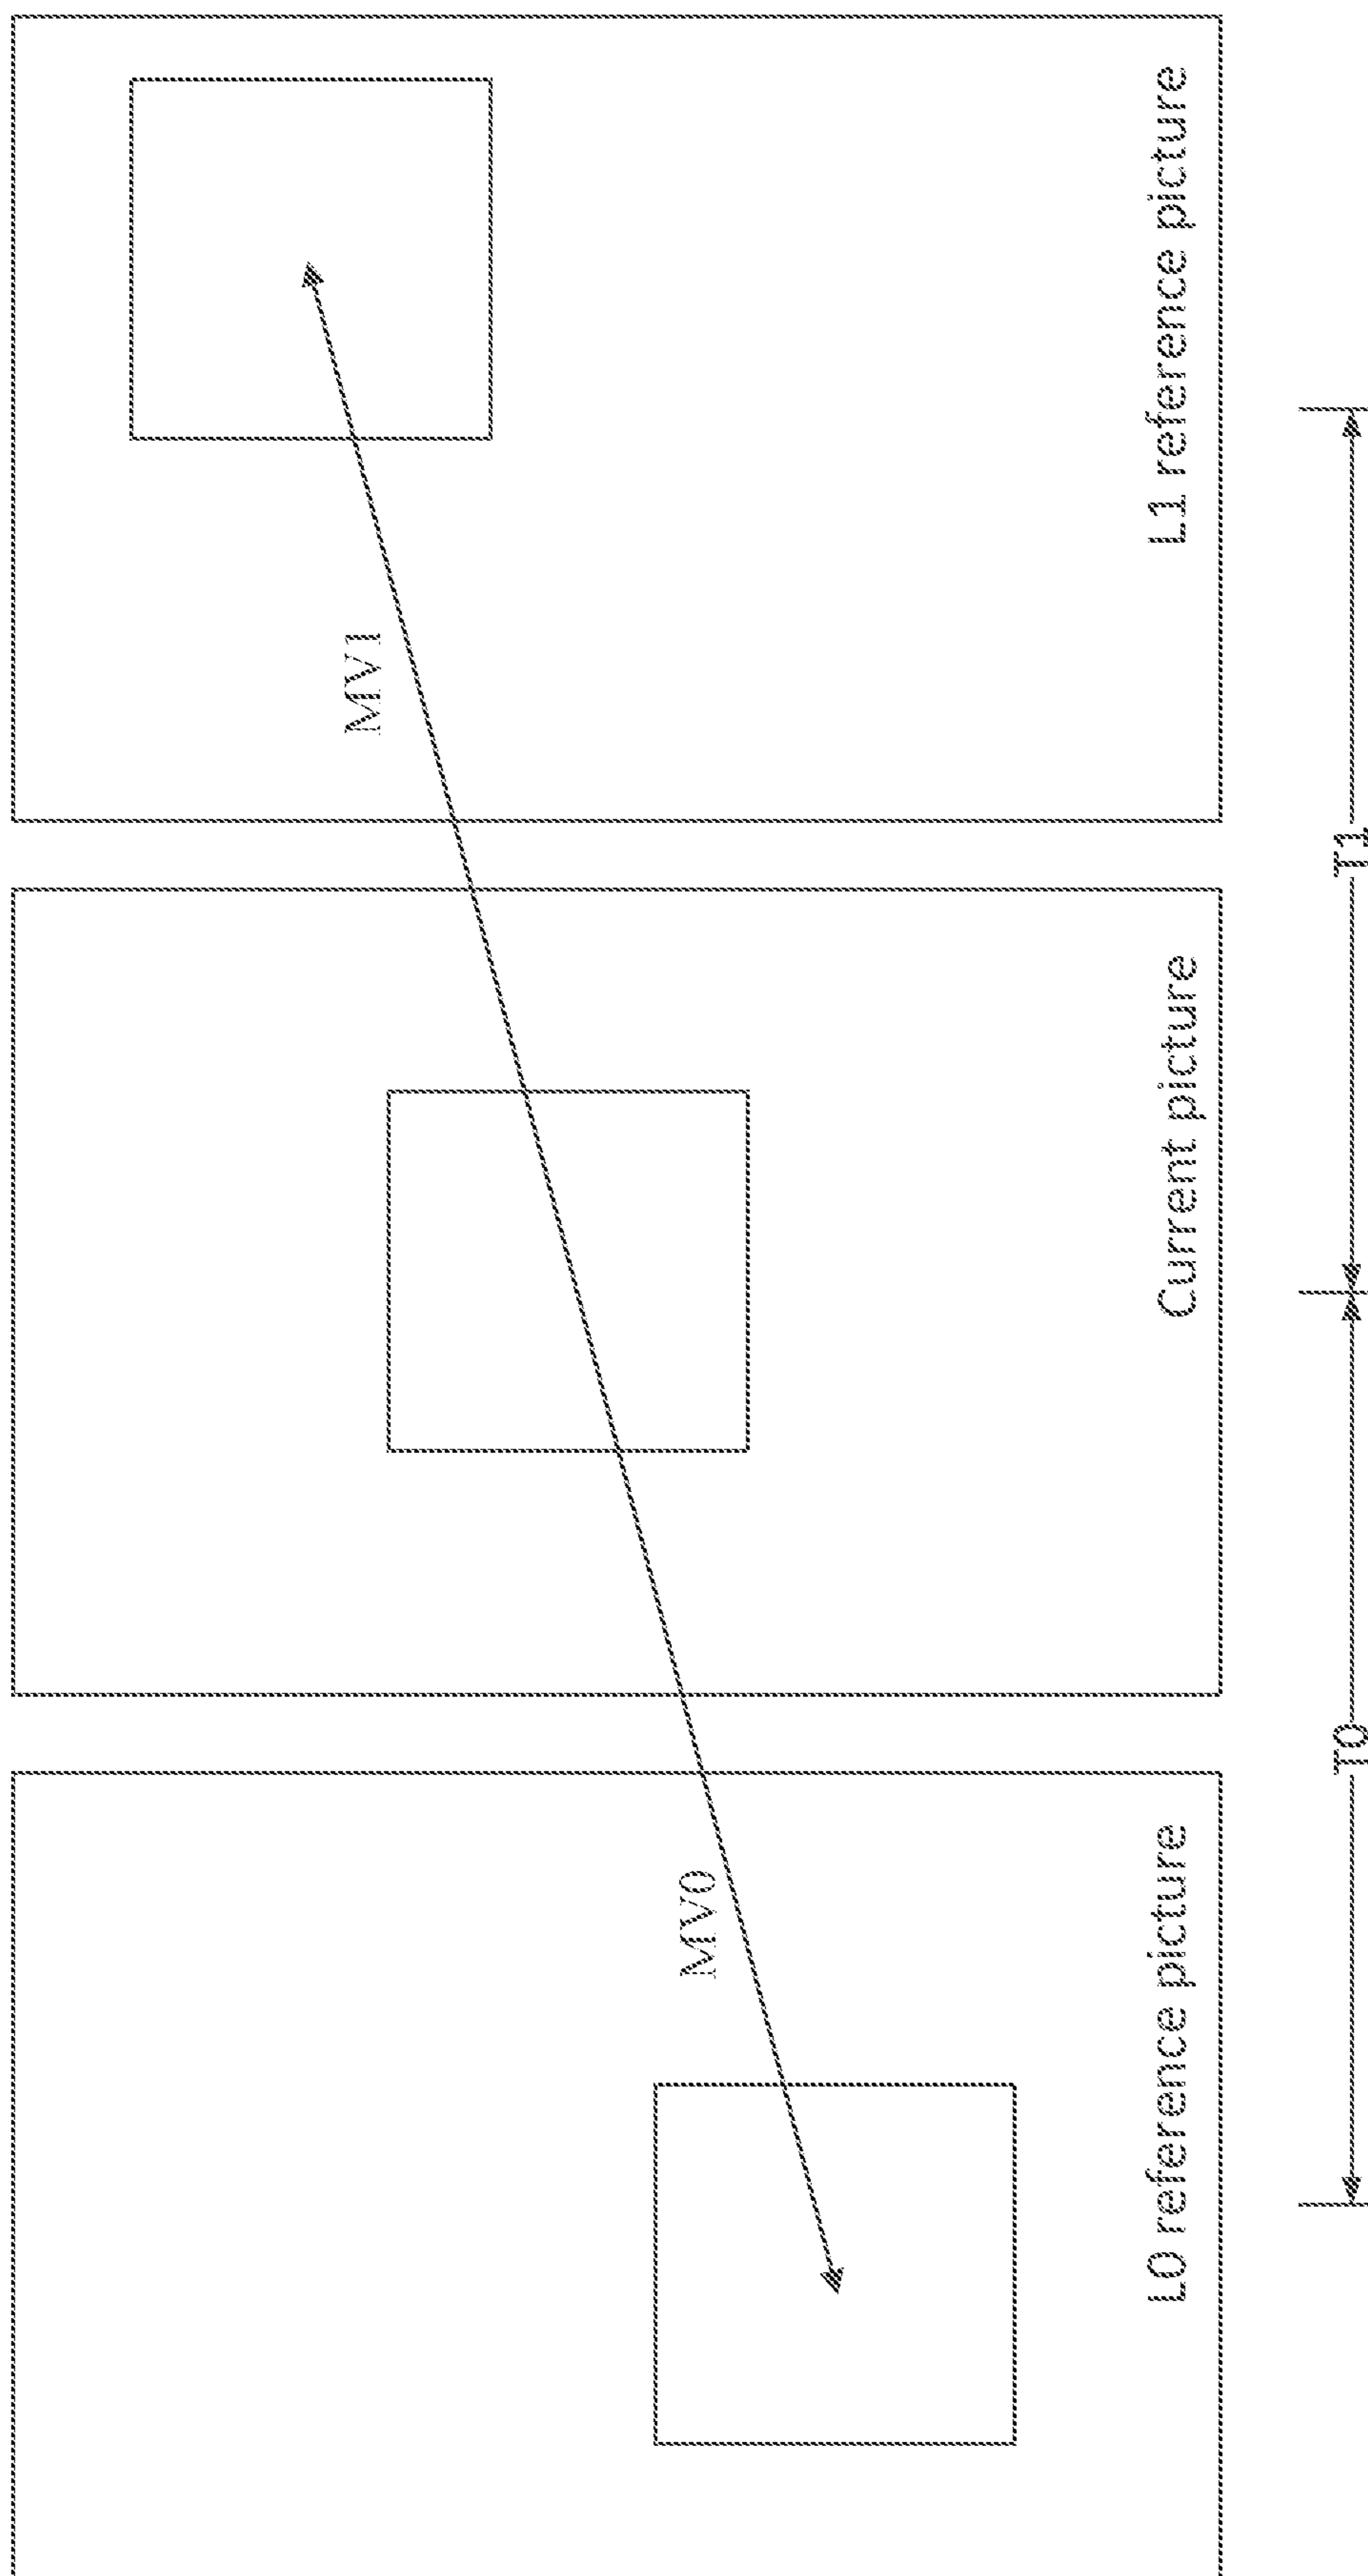 MV0
MV1
L0 reference picture
Current picture
L1 reference picture
T0
T1